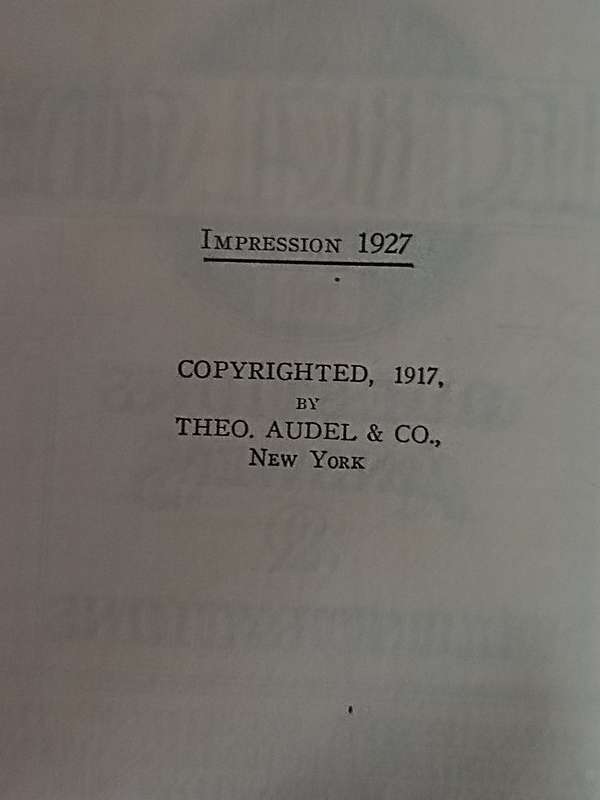 Impression 1927
COPYRIGHTED, 1917,
BY
THEO. AUDEL & CO.,
New York